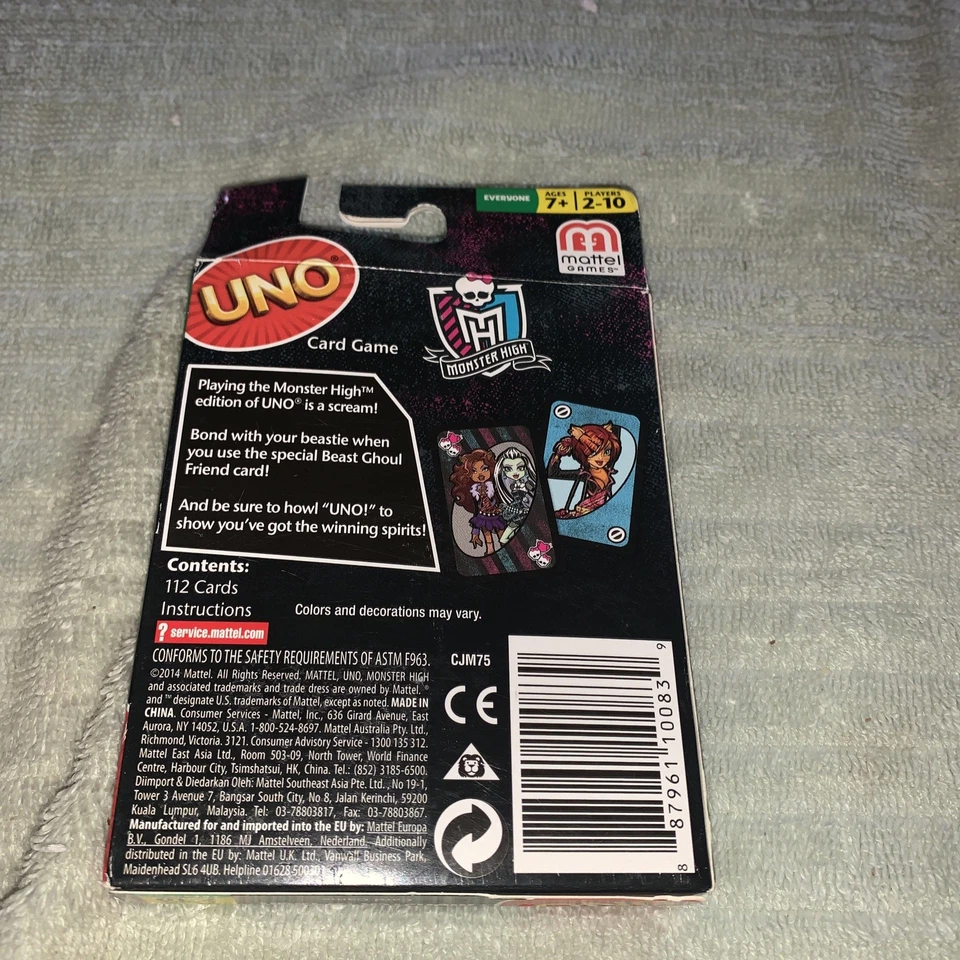 EVERYONE AGES 7+ PLAYERS 2-10
mattel
GAMES™
UNO®
Card Game
MONSTER HIGH
Playing the Monster High™
edition of UNO® is a scream!
Bond with your beastie when
you use the special Beast Ghoul
Friend card!
And be sure to howl “UNO!” to
show you’ve got the winning spirits!
Contents:
112 Cards
Instructions
Colors and decorations may vary.
? service.mattel.com
CONFORMS TO THE SAFETY REQUIREMENTS OF ASTM F963.
CJM75
©2014 Mattel. All Rights Reserved. MATTEL, UNO, MONSTER HIGH
and associated trademarks and trade dress are owned by Mattel. ®
and ™ designate U.S. trademarks of Mattel, except as noted. MADE IN
CHINA. Consumer Services - Mattel, Inc., 636 Girard Avenue, East
Aurora, NY 14052, U.S.A. 1-800-524-8697. Mattel Australia Pty. Ltd.,
Richmond, Victoria. 3121. Consumer Advisory Service - 1300 135 312.
Mattel East Asia Ltd., Room 503-09, North Tower, World Finance
Centre, Harbour City, Tsimshatsui, HK, China. Tel.: (852) 3185-6500.
Diimport & Diedarkan Oleh: Mattel Southeast Asia Pte. Ltd., No 19-1,
Tower 3 Avenue 7, Bangsar South City, No 8, Jalan Kerinchi, 59200
Kuala Lumpur, Malaysia. Tel: 03-78803817, Fax: 03-78803867.
Manufactured for and imported into the EU by: Mattel Europa
B.V., Gondel 1, 1186 MJ Amstelveen, Nederland. Additionally
distributed in the EU by: Mattel U.K. Ltd., Vanwall Business Park,
Maidenhead SL6 4UB. Helpline 01628 500303
CE
8 87961 10083 9